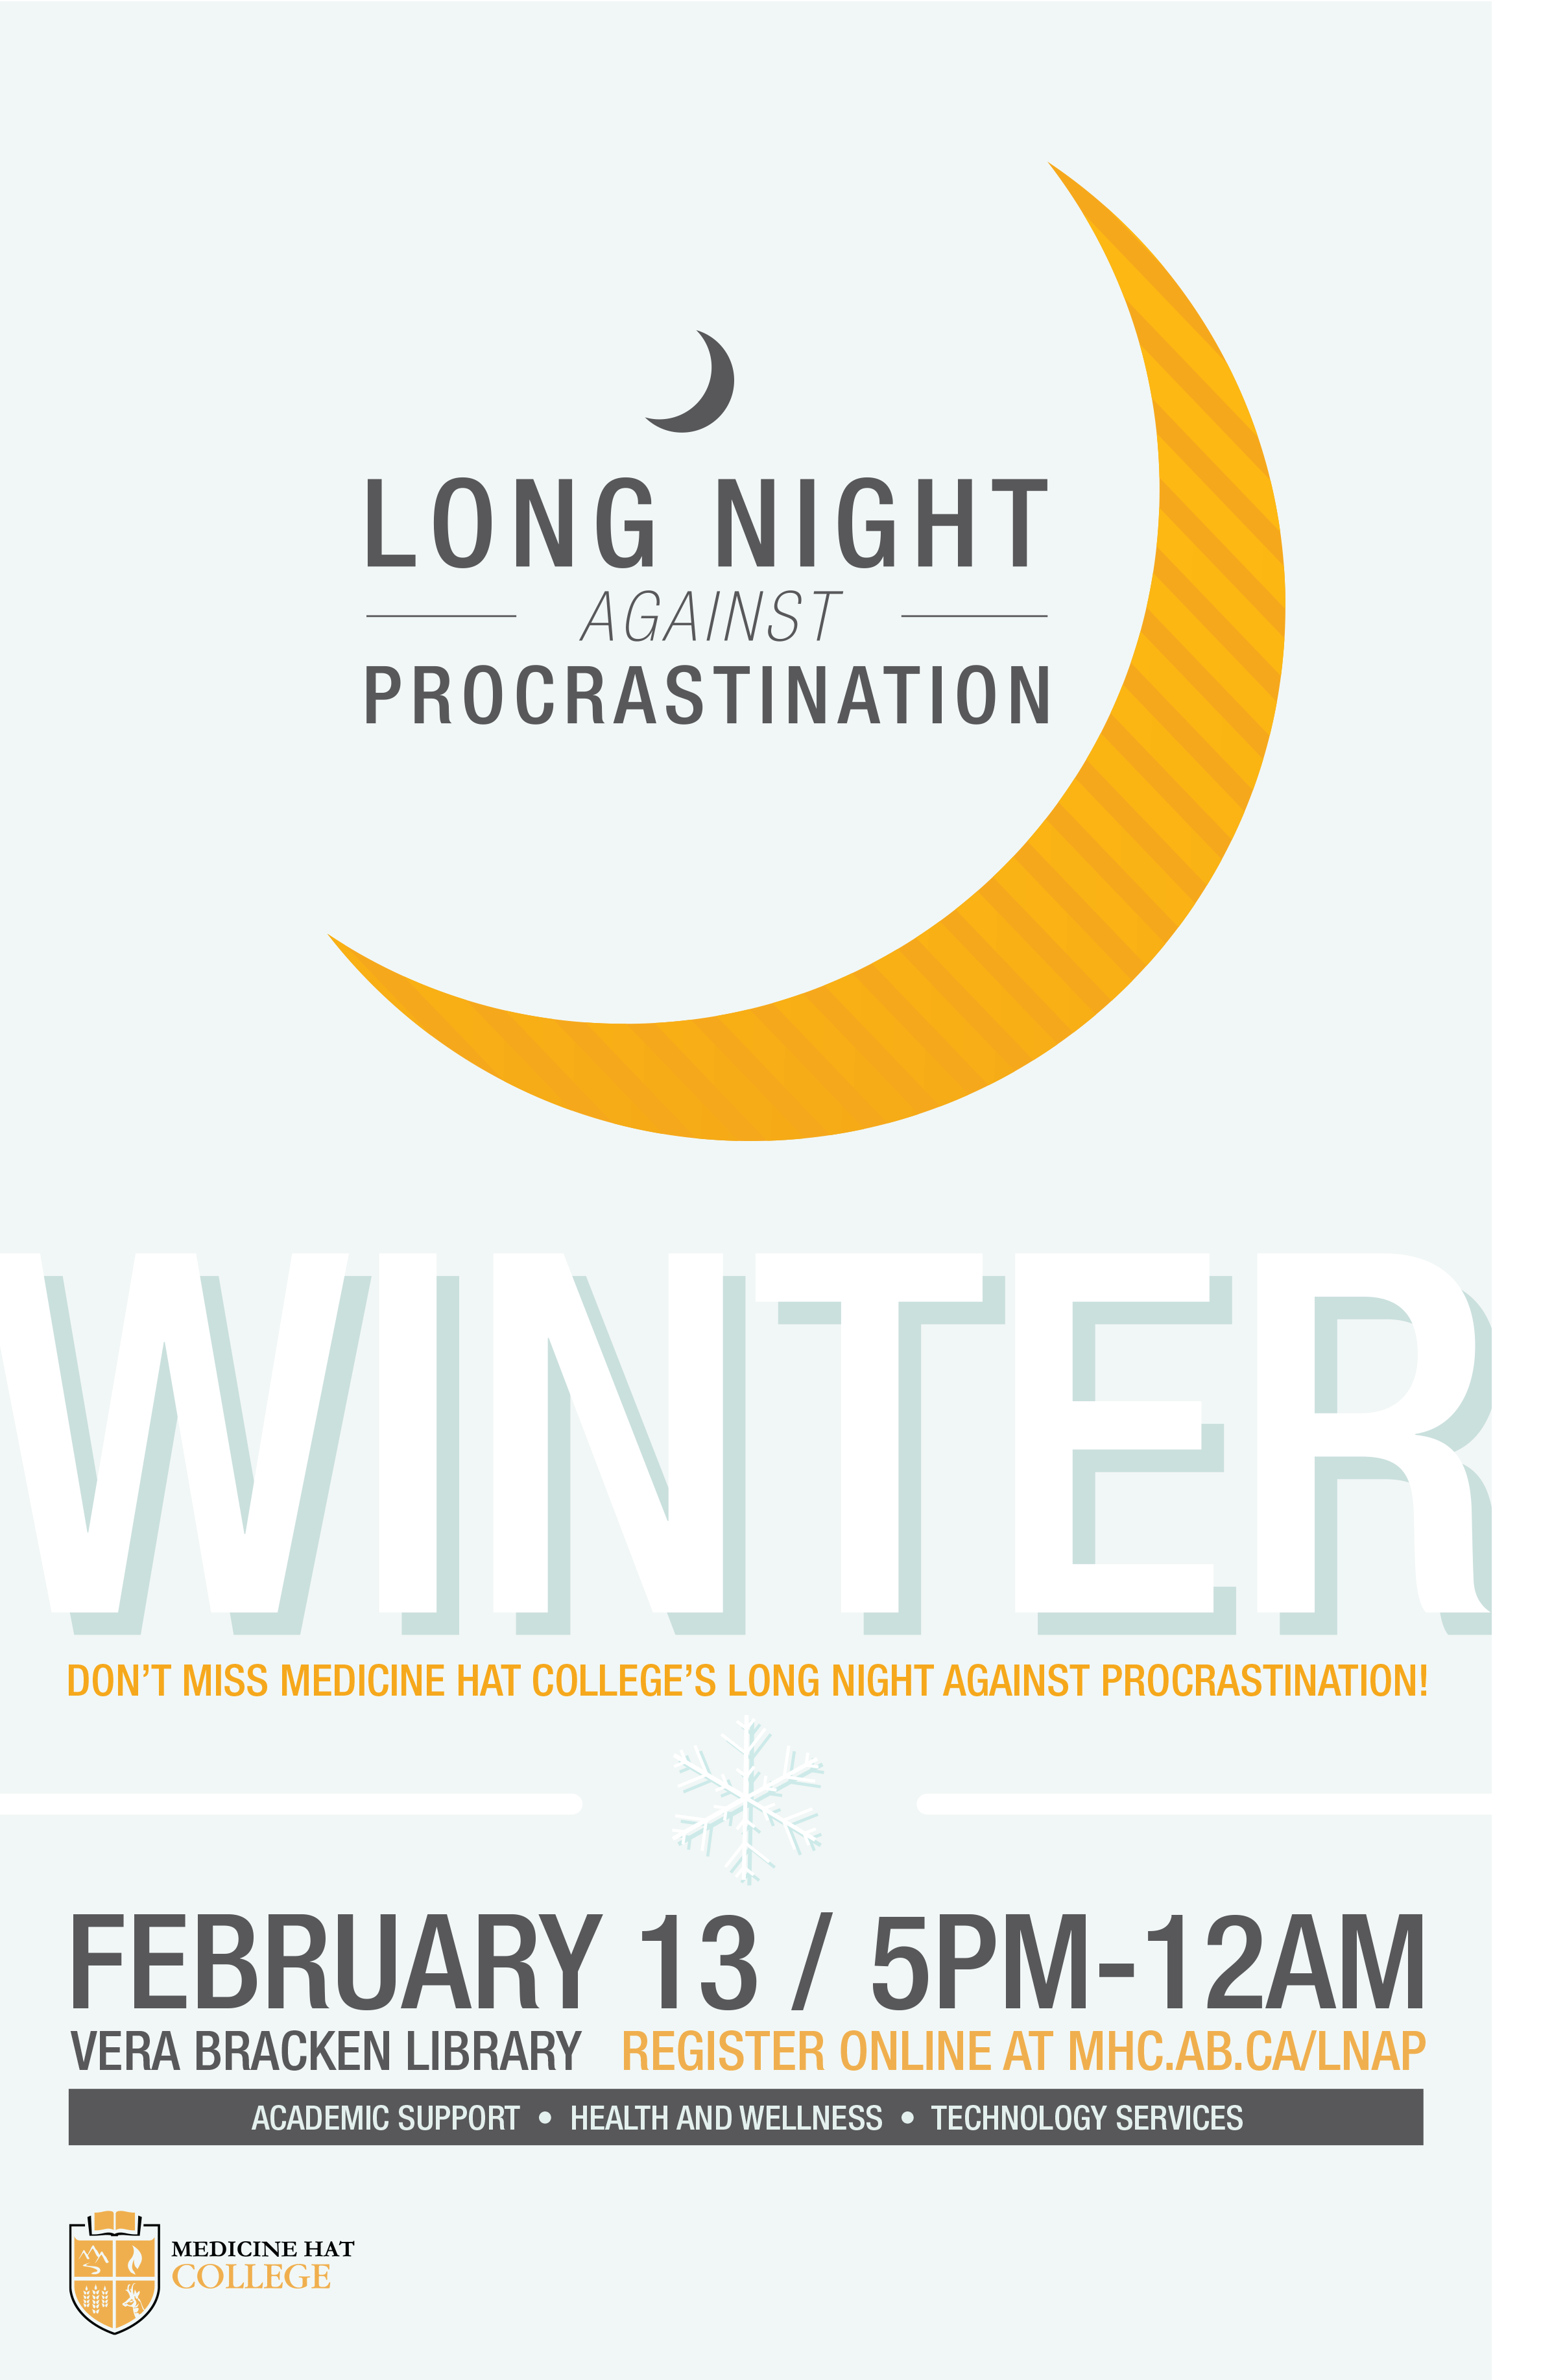 LONG NIGHT
AGAINST
PROCRASTINATION
WINTER
DON'T MISS MEDICINE HAT COLLEGE'S LONG NIGHT AGAINST PROCRASTINATION!
FEBRUARY 13 / 5PM-12AM
VERA BRACKEN LIBRARY REGISTER ONLINE AT MHC.AB.CA/LNAP
ACADEMIC SUPPORT • HEALTH AND WELLNESS • TECHNOLOGY SERVICES
MEDICINE HAT
COLLEGE